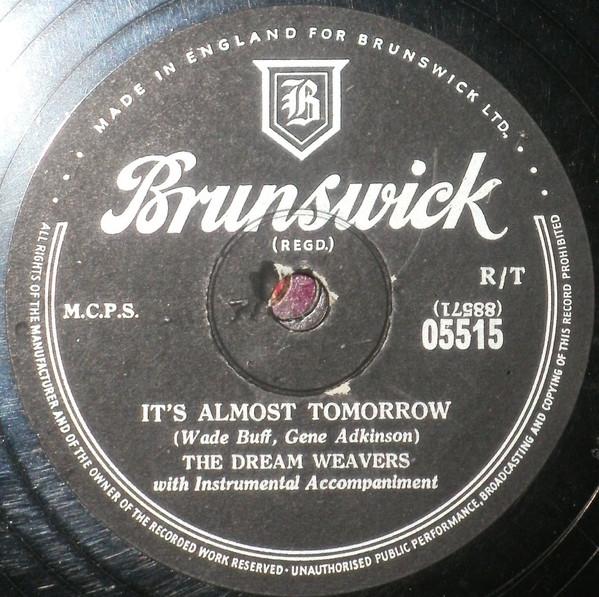 MADE IN ENGLAND FOR BRUNSWICK LTD.
B
Brunswick
(REGD.)
R/T
M.C.P.S.
(88571)
05515
IT'S ALMOST TOMORROW
(Wade Buff, Gene Adkinson)
THE DREAM WEAVERS
with Instrumental Accompaniment
ALL RIGHTS OF THE MANUFACTURER AND OF THE OWNER OF THE RECORDED WORK RESERVED · UNAUTHORISED PUBLIC PERFORMANCE, BROADCASTING AND COPYING OF THIS RECORD PROHIBITED